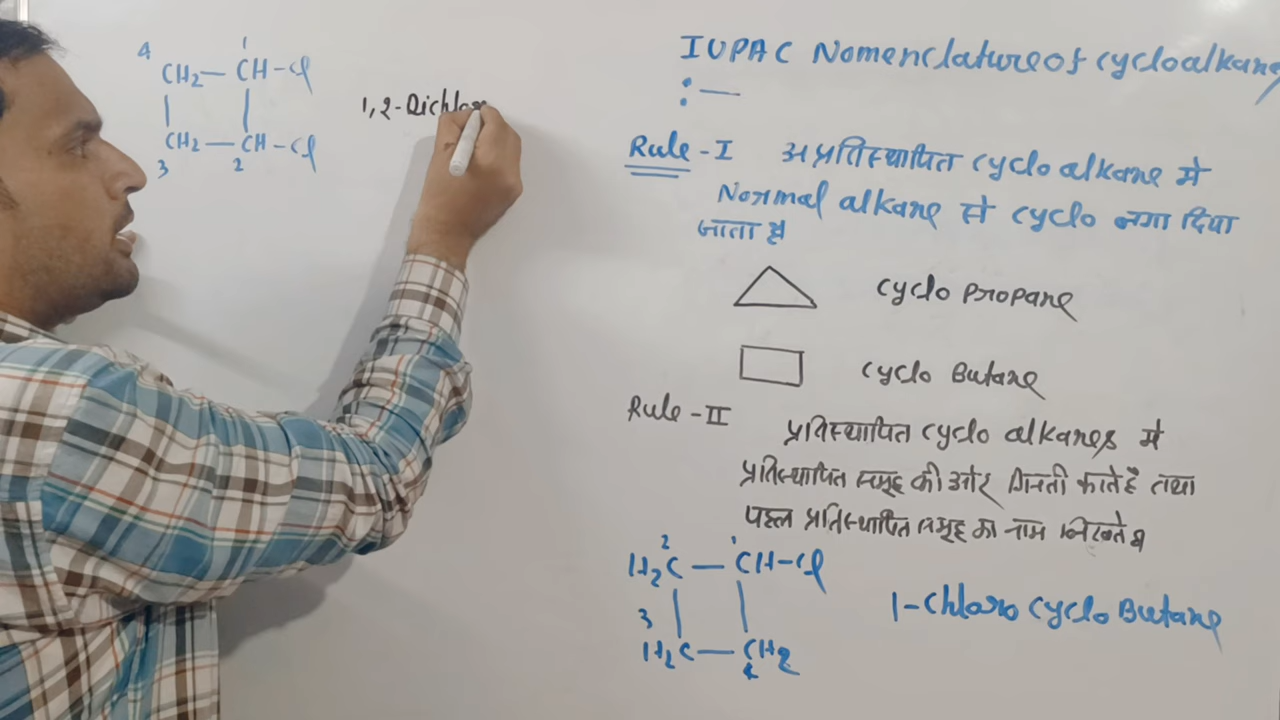 4 1
CH2 — CH - Cl
1,2-Dichlo
CH2 — CH - Cl
3 2
IUPAC Nomenclature of cycloalkane
:—
Rule - I अप्रतिस्थापित cyclo alkane मे
Normal alkane से cyclo लगा दिया
जाता है
cyclo propane
cyclo Butane
Rule - II
प्रतिस्थापित cyclo alkanes मे
प्रतिस्थापित समूह की ओर गिनती करते है तथा
पहल प्रतिस्थापित समूह का नाम लिखते है
2 1
H2C — CH-Cl
3
1-Chloro Cyclo Butane
H2C — CH2
4